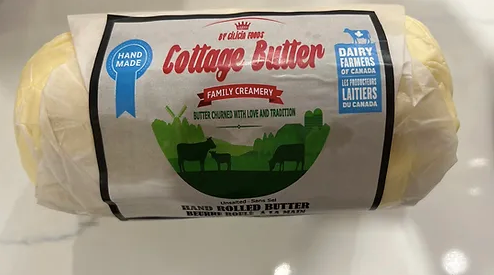 BY CILICIA FOODS
Cottage Butter
HAND
MADE
FAMILY CREAMERY
BUTTER CHURNED WITH LOVE AND TRADITION
DAIRY
FARMERS
OF CANADA
LES PRODUCTEURS
LAITIERS
DU CANADA
Unsalted - Sans Sel
HAND ROLLED BUTTER
BEURRE ROULÉ À LA MAIN